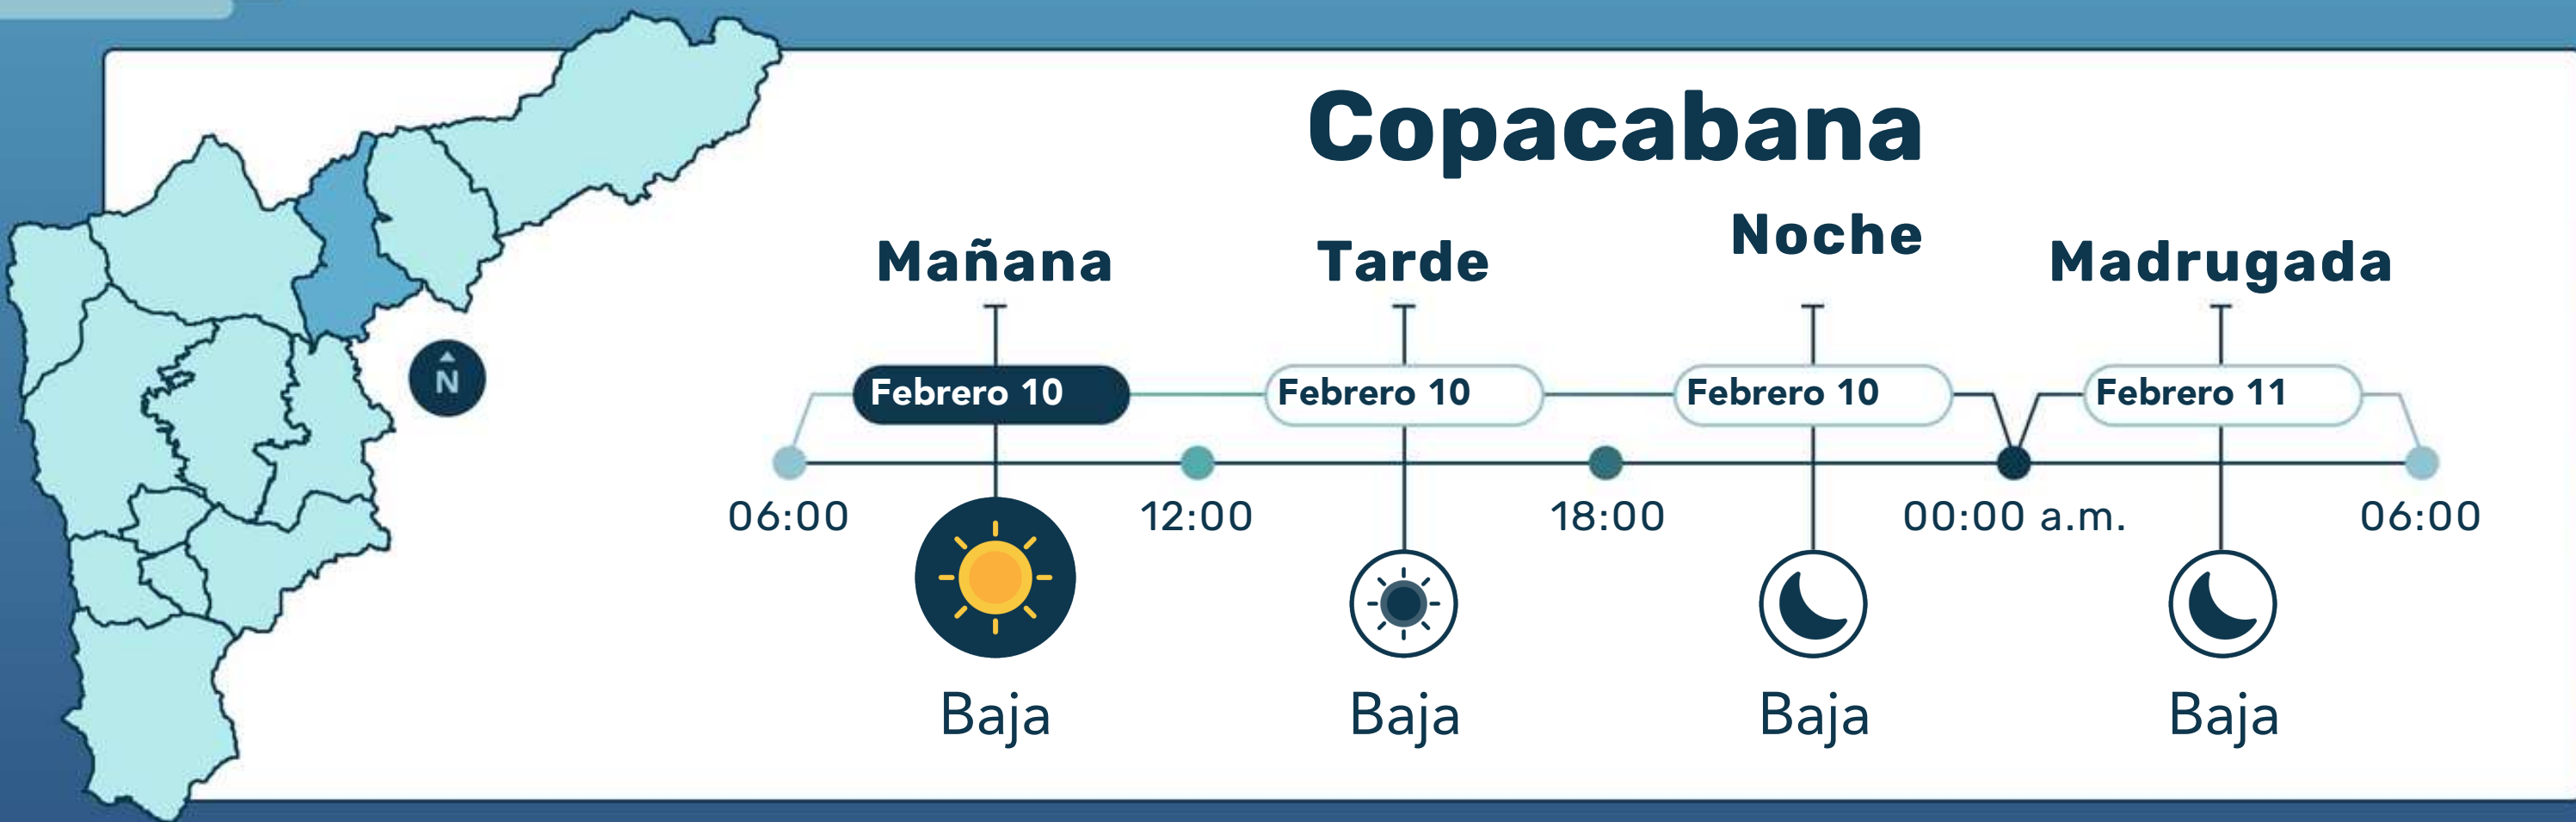 Copacabana
Mañana
Tarde
Noche
Madrugada
Febrero 10
Febrero 10
Febrero 10
Febrero 11
N
06:00
12:00
18:00
00:00 a.m.
06:00
Baja
Baja
Baja
Baja